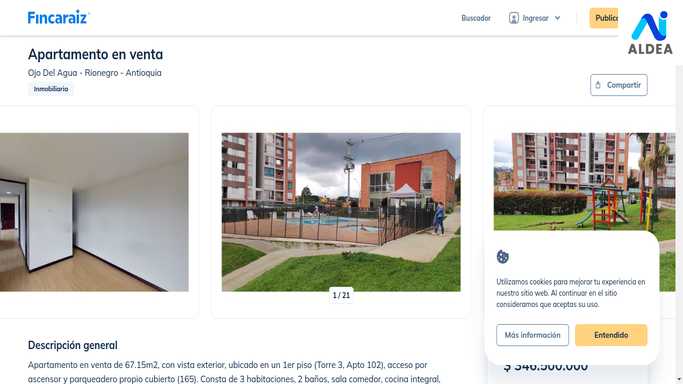 Fincaraiz
Buscador
Ingresar
Publica
ALDEA
Apartamento en venta
Ojo Del Agua - Rionegro - Antioquia
Inmobiliario
Compartir
1 / 21
Utilizamos cookies para mejorar tu experiencia en
nuestro sitio web. Al continuar en el sitio
consideramos que aceptas su uso.
Más información
Entendido
Descripción general
$ 346.500.000
Apartamento en venta de 67.15m2, con vista exterior, ubicado en un 1er piso (Torre 3, Apto 102), acceso por
ascensor y parqueadero propio cubierto (165). Consta de 3 habitaciones, 2 baños, sala comedor, cocina integral,